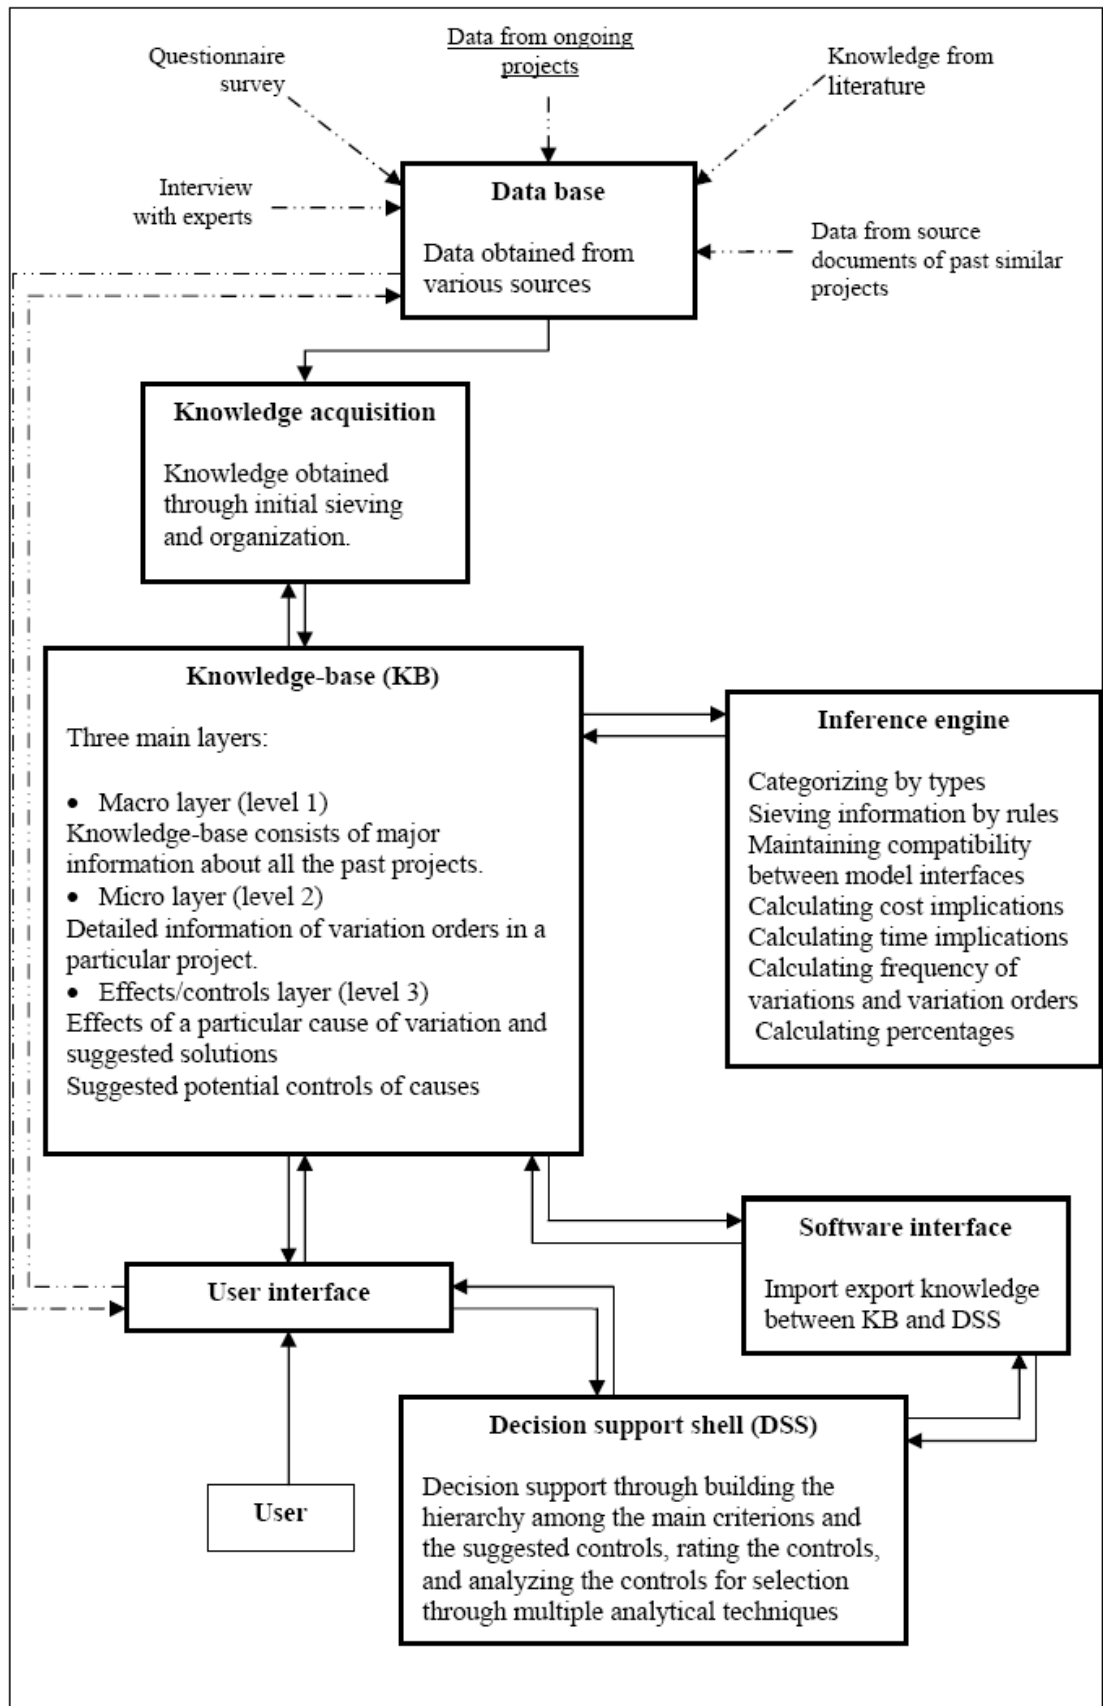 Questionnaire
survey
Data from ongoing
projects
Knowledge from
literature
Interview
with experts
Data base
Data obtained from
various sources
Data from source
documents of past similar
projects
Knowledge acquisition
Knowledge obtained
through initial sieving
and organization.
Knowledge-base (KB)
Three main layers:
• Macro layer (level 1)
Knowledge-base consists of major
information about all the past projects.
• Micro layer (level 2)
Detailed information of variation orders in a
particular project.
• Effects/controls layer (level 3)
Effects of a particular cause of variation and
suggested solutions
Suggested potential controls of causes
Inference engine
Categorizing by types
Sieving information by rules
Maintaining compatibility
between model interfaces
Calculating cost implications
Calculating time implications
Calculating frequency of
variations and variation orders
Calculating percentages
Software interface
Import export knowledge
between KB and DSS
User interface
Decision support shell (DSS)
Decision support through building the
hierarchy among the main criterions and
the suggested controls, rating the controls,
and analyzing the controls for selection
through multiple analytical techniques
User